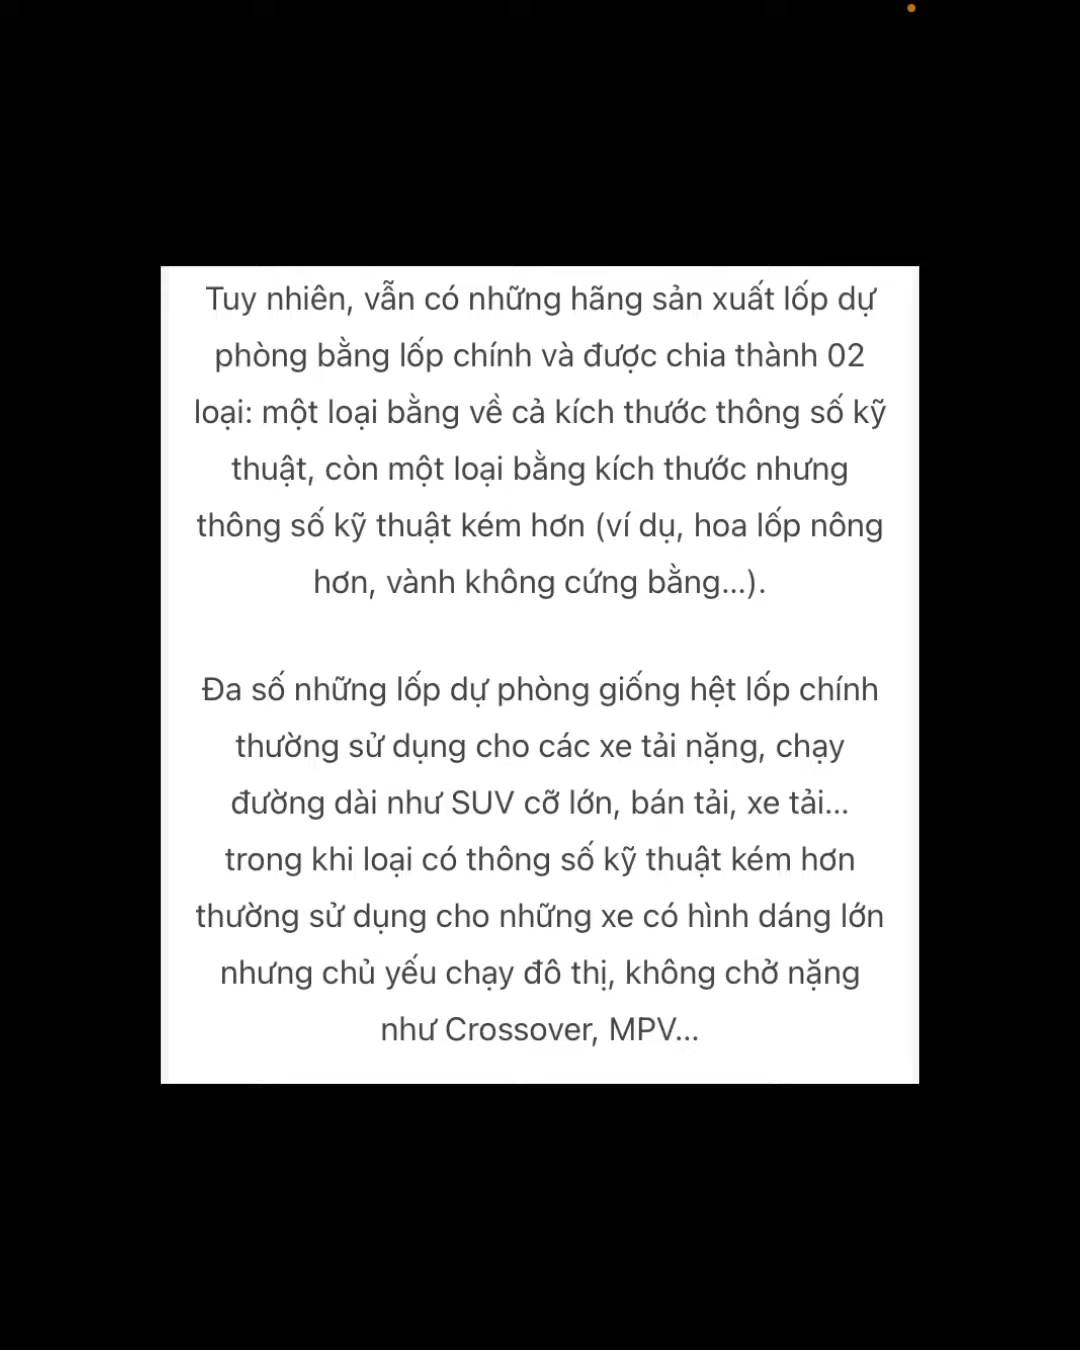 Tuy nhiên, vẫn có những hãng sản xuất lốp dự
phòng bằng lốp chính và được chia thành 02
loại: một loại bằng về cả kích thước thông số kỹ
thuật, còn một loại bằng kích thước nhưng
thông số kỹ thuật kém hơn (ví dụ, hoa lốp nông
hơn, vành không cứng bằng...).
Đa số những lốp dự phòng giống hệt lốp chính
thường sử dụng cho các xe tải nặng, chạy
đường dài như SUV cỡ lớn, bán tải, xe tải...
trong khi loại có thông số kỹ thuật kém hơn
thường sử dụng cho những xe có hình dáng lớn
nhưng chủ yếu chạy đô thị, không chở nặng
như Crossover, MPV...